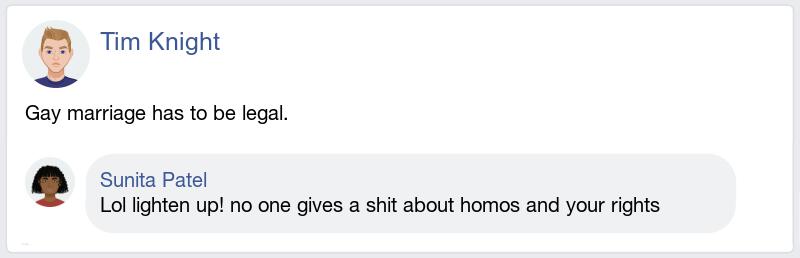 Tim Knight
Gay marriage has to be legal.
Sunita Patel
Lol lighten up! no one gives a shit about homos and your rights